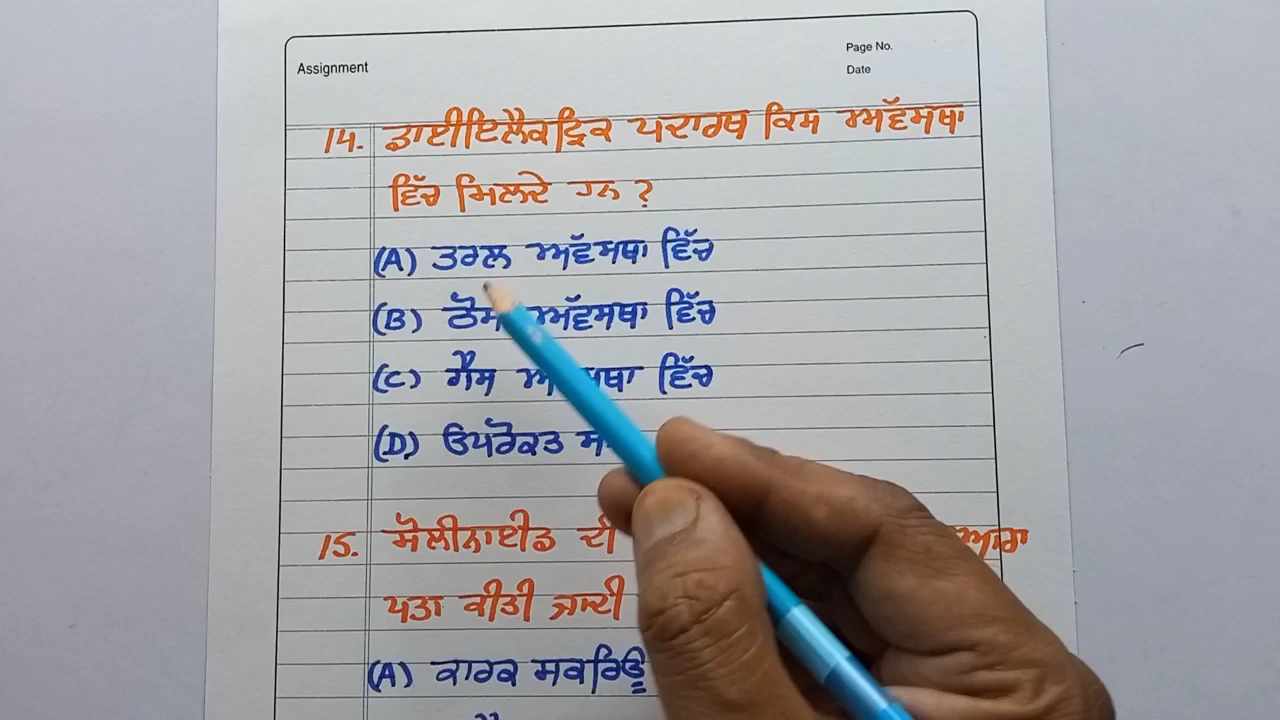 Assignment
Page No.
Date
14. ਡਾਈਇਲੈਕਟ੍ਰਿਕ ਪਦਾਰਥ ਕਿਸ ਅਵੱਸਥਾ
ਵਿੱਚ ਮਿਲਦੇ ਹਨ ?
(A) ਤਰਲ ਅਵੱਸਥਾ ਵਿੱਚ
(B) ਠੋਸ ਅਵੱਸਥਾ ਵਿੱਚ
(C) ਗੈਸ ਵਿੱਚ
(D) ਉਪਰੋਕਤ
15. ਸੋਲੀਨਾਈਡ ਦੀ
ਪਤਾ ਕੀਤੀ ਜਾਂਦੀ
(A) ਕਾਰਕ ਸਕਰਿਊ